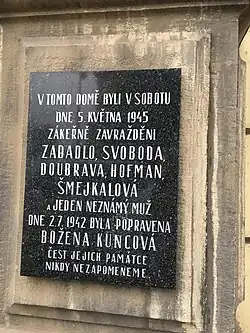 V TOMTO DOMĚ BYLI V SOBOTU
DNE 5. KVĚTNA 1945
ZÁKEŘNĚ ZAVRAŽDĚNI
ZABADLO, SVOBODA,
DOUBRAVA, HOFMAN,
ŠMEJKALOVÁ
A JEDEN NEZNÁMÝ MUŽ
DNE 2.7. 1942 BYLA POPRAVENA
BOŽENA KUNCOVÁ
ČEST JEJICH PAMÁTCE
NIKDY NEZAPOMENEME.